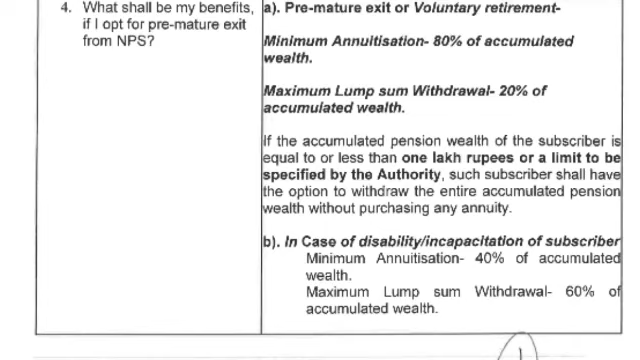 4. What shall be my benefits,
if I opt for pre-mature exit
from NPS?
a). Pre-mature exit or Voluntary retirement-
Minimum Annuitisation- 80% of accumulated
wealth.
Maximum Lump sum Withdrawal- 20% of
accumulated wealth.
If the accumulated pension wealth of the subscriber is
equal to or less than one lakh rupees or a limit to be
specified by the Authority, such subscriber shall have
the option to withdraw the entire accumulated pension
wealth without purchasing any annuity.
b). In Case of disability/incapacitation of subscriber
Minimum Annuitisation- 40% of accumulated
wealth.
Maximum Lump sum Withdrawal- 60% of
accumulated wealth.